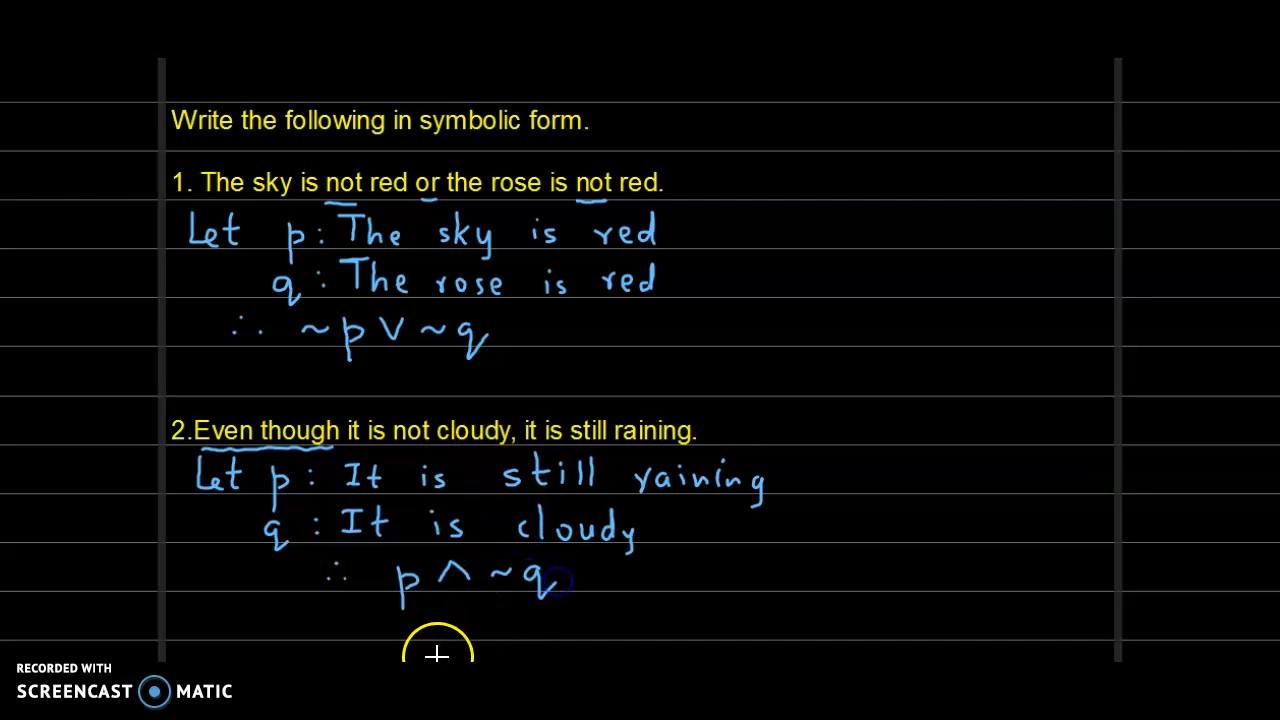 Write the following in symbolic form.
1. The sky is not red or the rose is not red.
Let p: The sky is red
q: The rose is red
∴ ~p ∨ ~q
2.Even though it is not cloudy, it is still raining.
Let p: It is still raining
q: It is cloudy
∴ p ∧ ~q
RECORDED WITH
SCREENCAST MATIC